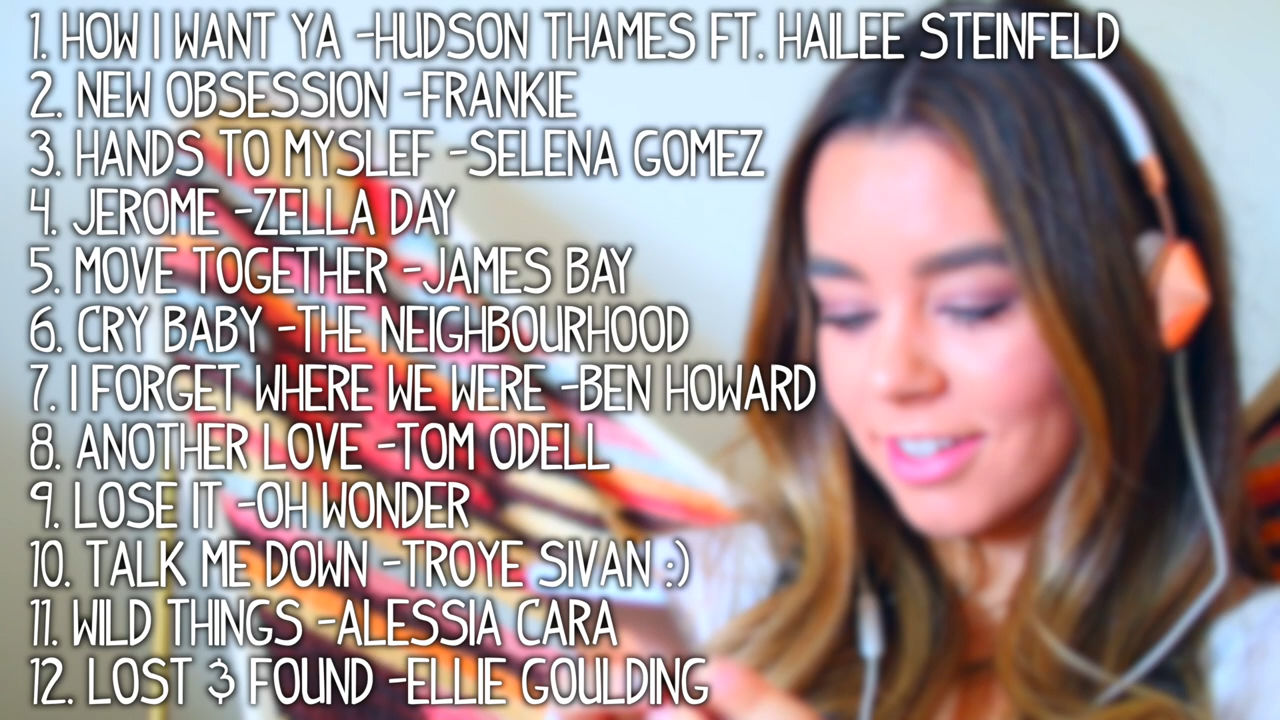 1. HOW I WANT YA -HUDSON THAMES FT. HAILEE STEINFELD
2. NEW OBSESSION -FRANKIE
3. HANDS TO MYSLEF -SELENA GOMEZ
4. JEROME -ZELLA DAY
5. MOVE TOGETHER -JAMES BAY
6. CRY BABY -THE NEIGHBOURHOOD
7. I FORGET WHERE WE WERE -BEN HOWARD
8. ANOTHER LOVE -TOM ODELL
9. LOSE IT -OH WONDER
10. TALK ME DOWN -TROYE SIVAN :)
11. WILD THINGS -ALESSIA CARA
12. LOST & FOUND -ELLIE GOULDING